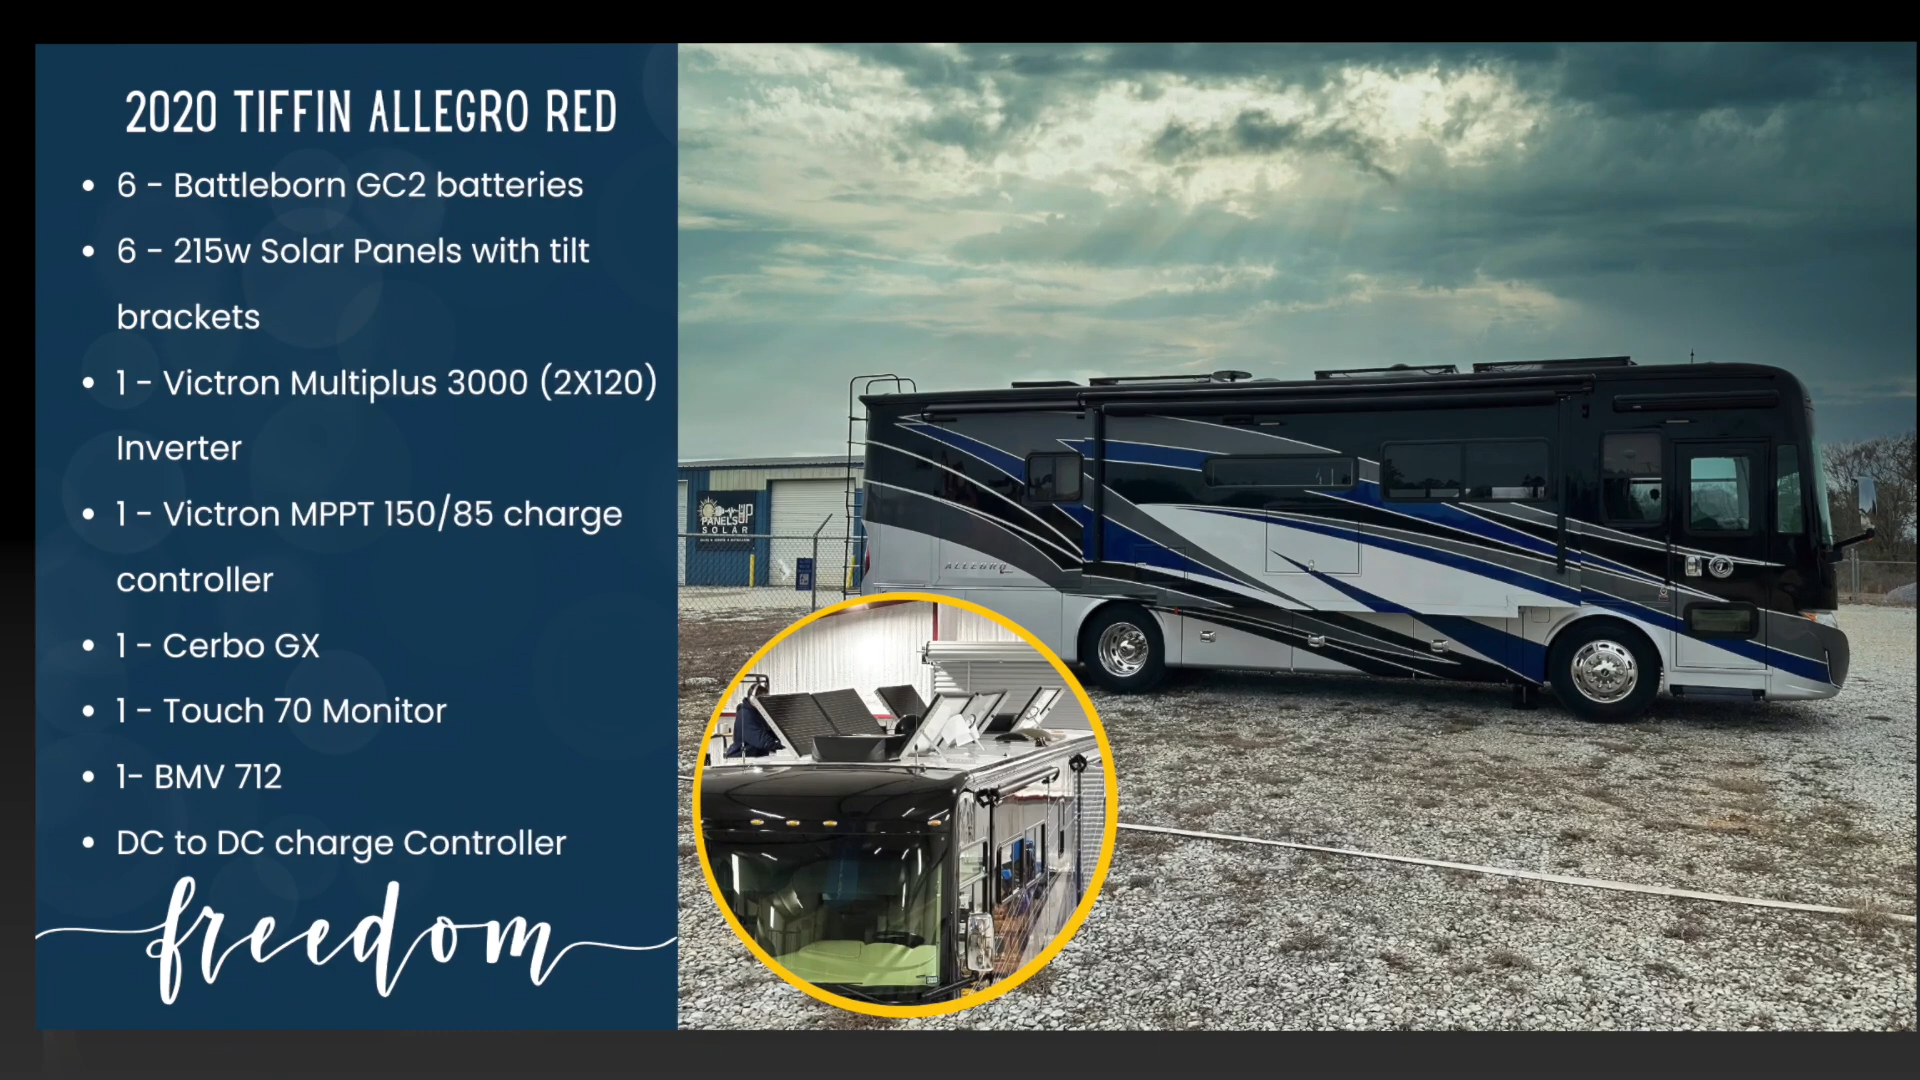 2020 TIFFIN ALLEGRO RED
• 6 - Battleborn GC2 batteries
• 6 - 215w Solar Panels with tilt
brackets
• 1 - Victron Multiplus 3000 (2X120)
Inverter
• 1 - Victron MPPT 150/85 charge
controller
• 1 - Cerbo GX
• 1 - Touch 70 Monitor
• 1- BMV 712
• DC to DC charge Controller
freedom
UP
PANELS
SOLAR
ALLEGRO